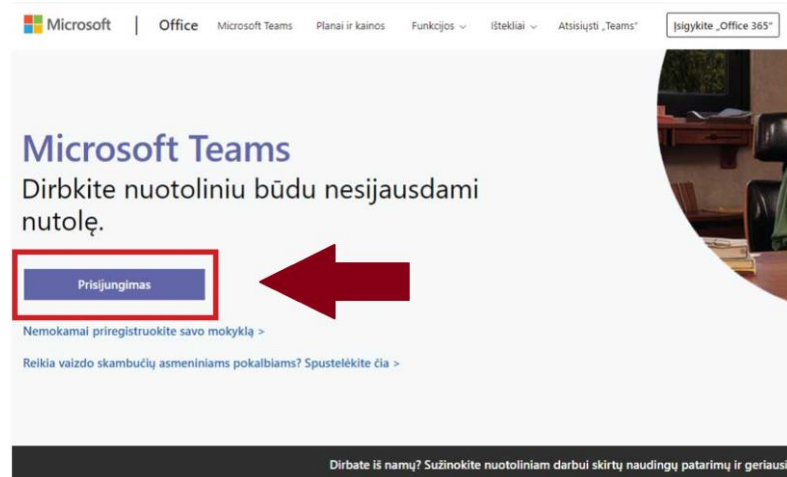 Microsoft | Office Microsoft Teams Planai ir kainos Funkcijos Ištekliai Atsisiųsti „Teams“ Įsigykite „Office 365“
Microsoft Teams
Dirbkite nuotoliniu būdu nesijausdami
nutolę.
Prisijungimas
Nemokamai priregistruokite savo mokyklą >
Reikia vaizdo skambučių asmeniniams pokalbiams? Spustelėkite čia >
Dirbate iš namų? Sužinokite nuotoliniam darbui skirtų naudingų patarimų ir geriausi